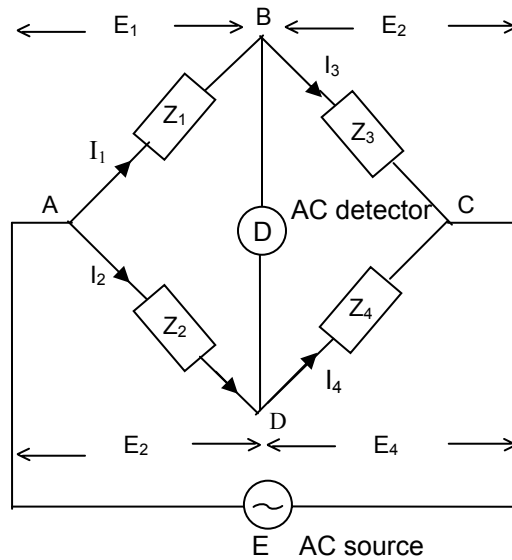 B
E₁ E₂
I₃
Z₁ Z₃
I₁
A C
D AC detector
I₂
Z₂ Z₄
I₄
D
E₂ E₄
E AC source